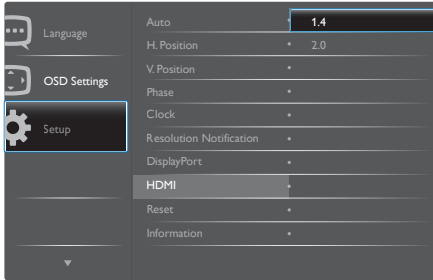 Language
OSD Settings
Setup
Auto
H. Position
V. Position
Phase
Clock
Resolution Notification
DisplayPort
HDMI
Reset
Information
1.4
2.0